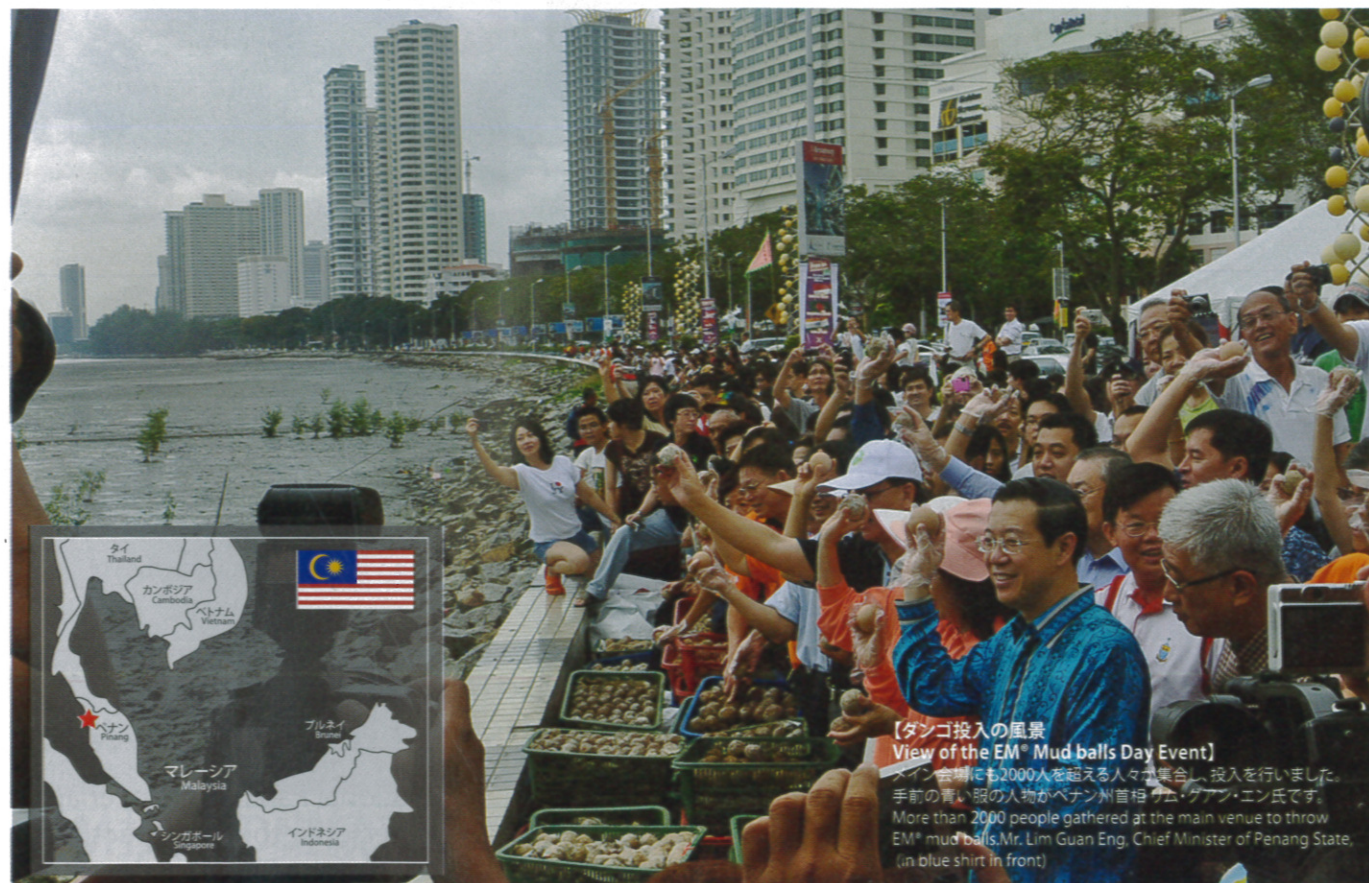 タイ
Thailand
カンボジア
Cambodia
ベトナム
Vietnam
ペナン
Pinang
ブルネイ
Brunei
マレーシア
Malaysia
シンガポール
Singapore
インドネシア
Indonesia
【ダンゴ投入の風景
View of the EM® Mud balls Day Event】
メイン会場にも2000人を超える人々が集合し、投入を行いました。
手前の青い服の人物がペナン州首相 リム・グアン・エン氏です。
More than 2000 people gathered at the main venue to throw
EM® mud balls.Mr. Lim Guan Eng, Chief Minister of Penang State,
(in blue shirt in front)